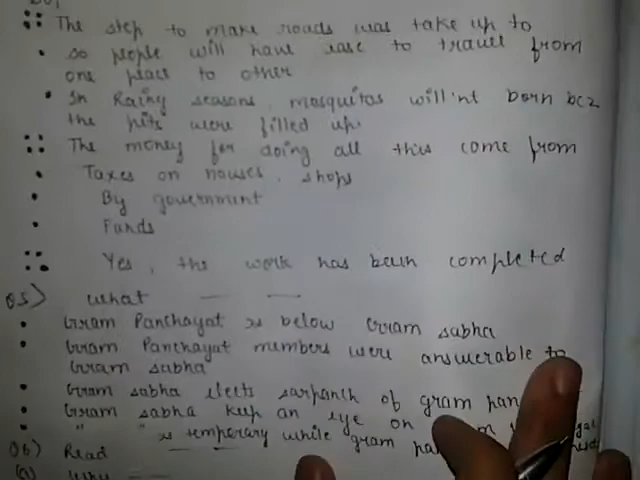 :: The step to make roads was take up to
• so people will have ease to travel from
one place to other
• In Rainy seasons, mosquitos will'nt born bcz
the pits were filled up.
:: The money for doing all this come from
• Taxes on houses, shops
• By government
• Funds
:: Yes, the work has been completed
Q5) what — —
• Gram Panchayat is below Gram sabha
• Gram Panchayat members were answerable to
Gram sabha
• Gram sabha elects sarpanch of gram pan
• Gram sabha keep an eye on gram
• " " is temperary while gram pa
Q6) Read — —